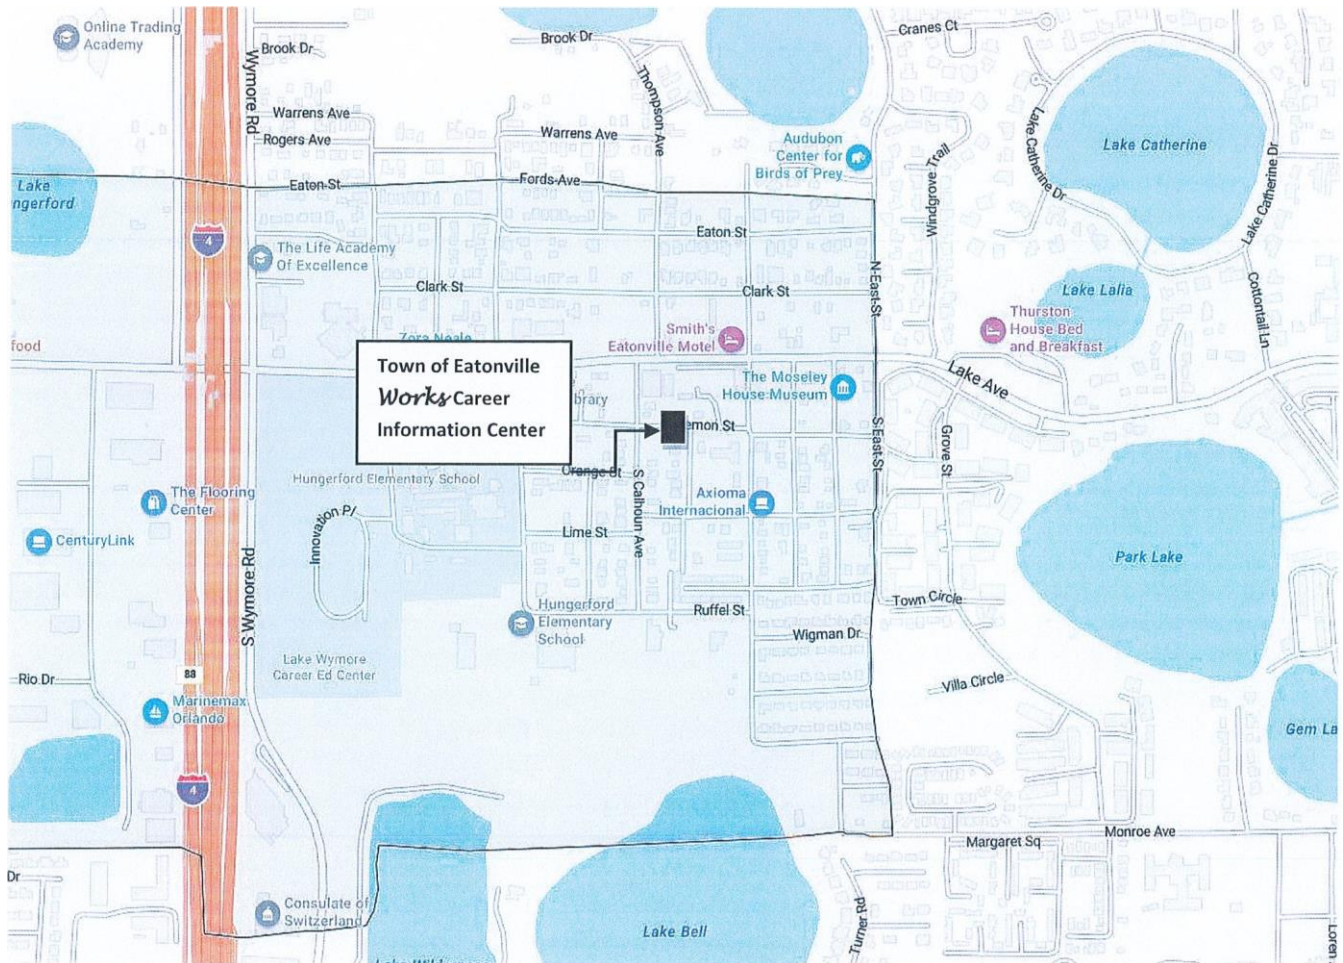 Online Trading
Academy
Brook Dr
Brook Dr
Cranes Ct
Wymore Rd
Thompson Ave
Warrens Ave
Rogers Ave
Warrens Ave
Audubon
Center for
Birds of Prey
Windgrove Trail
Lake Catherine Dr
Lake Catherine
Lake Catherine Dr
Lake
ngerford
Eaton St
Fords Ave
Eaton St
4
The Life Academy
Of Excellence
Clark St
Clark St
N East St
Lake Lalia
Cottontail Ln
food
Zora Neale
Smith's
Eatonville Motel
Thurston
House Bed
and Breakfast
Town of Eatonville
Works Career
Information Center
brary
The Moseley
House Museum
Lake Ave
emon St
S East St
Grove St
Orange St
Hungerford Elementary School
S Calhoun Ave
The Flooring
Center
Axioma
Internacional
Innovation Pl
Lime St
CenturyLink
Park Lake
S Wymore Rd
Hungerford
Elementary
School
Ruffel St
Town Circle
Wigman Dr
Lake Wymore
Career Ed Center
88
Rio Dr
Villa Circle
Marinemax
Orlando
Gem La
4
Monroe Ave
Margaret Sq
Dr
Consulate of
Switzerland
Lake Bell
Turner Rd
Loren